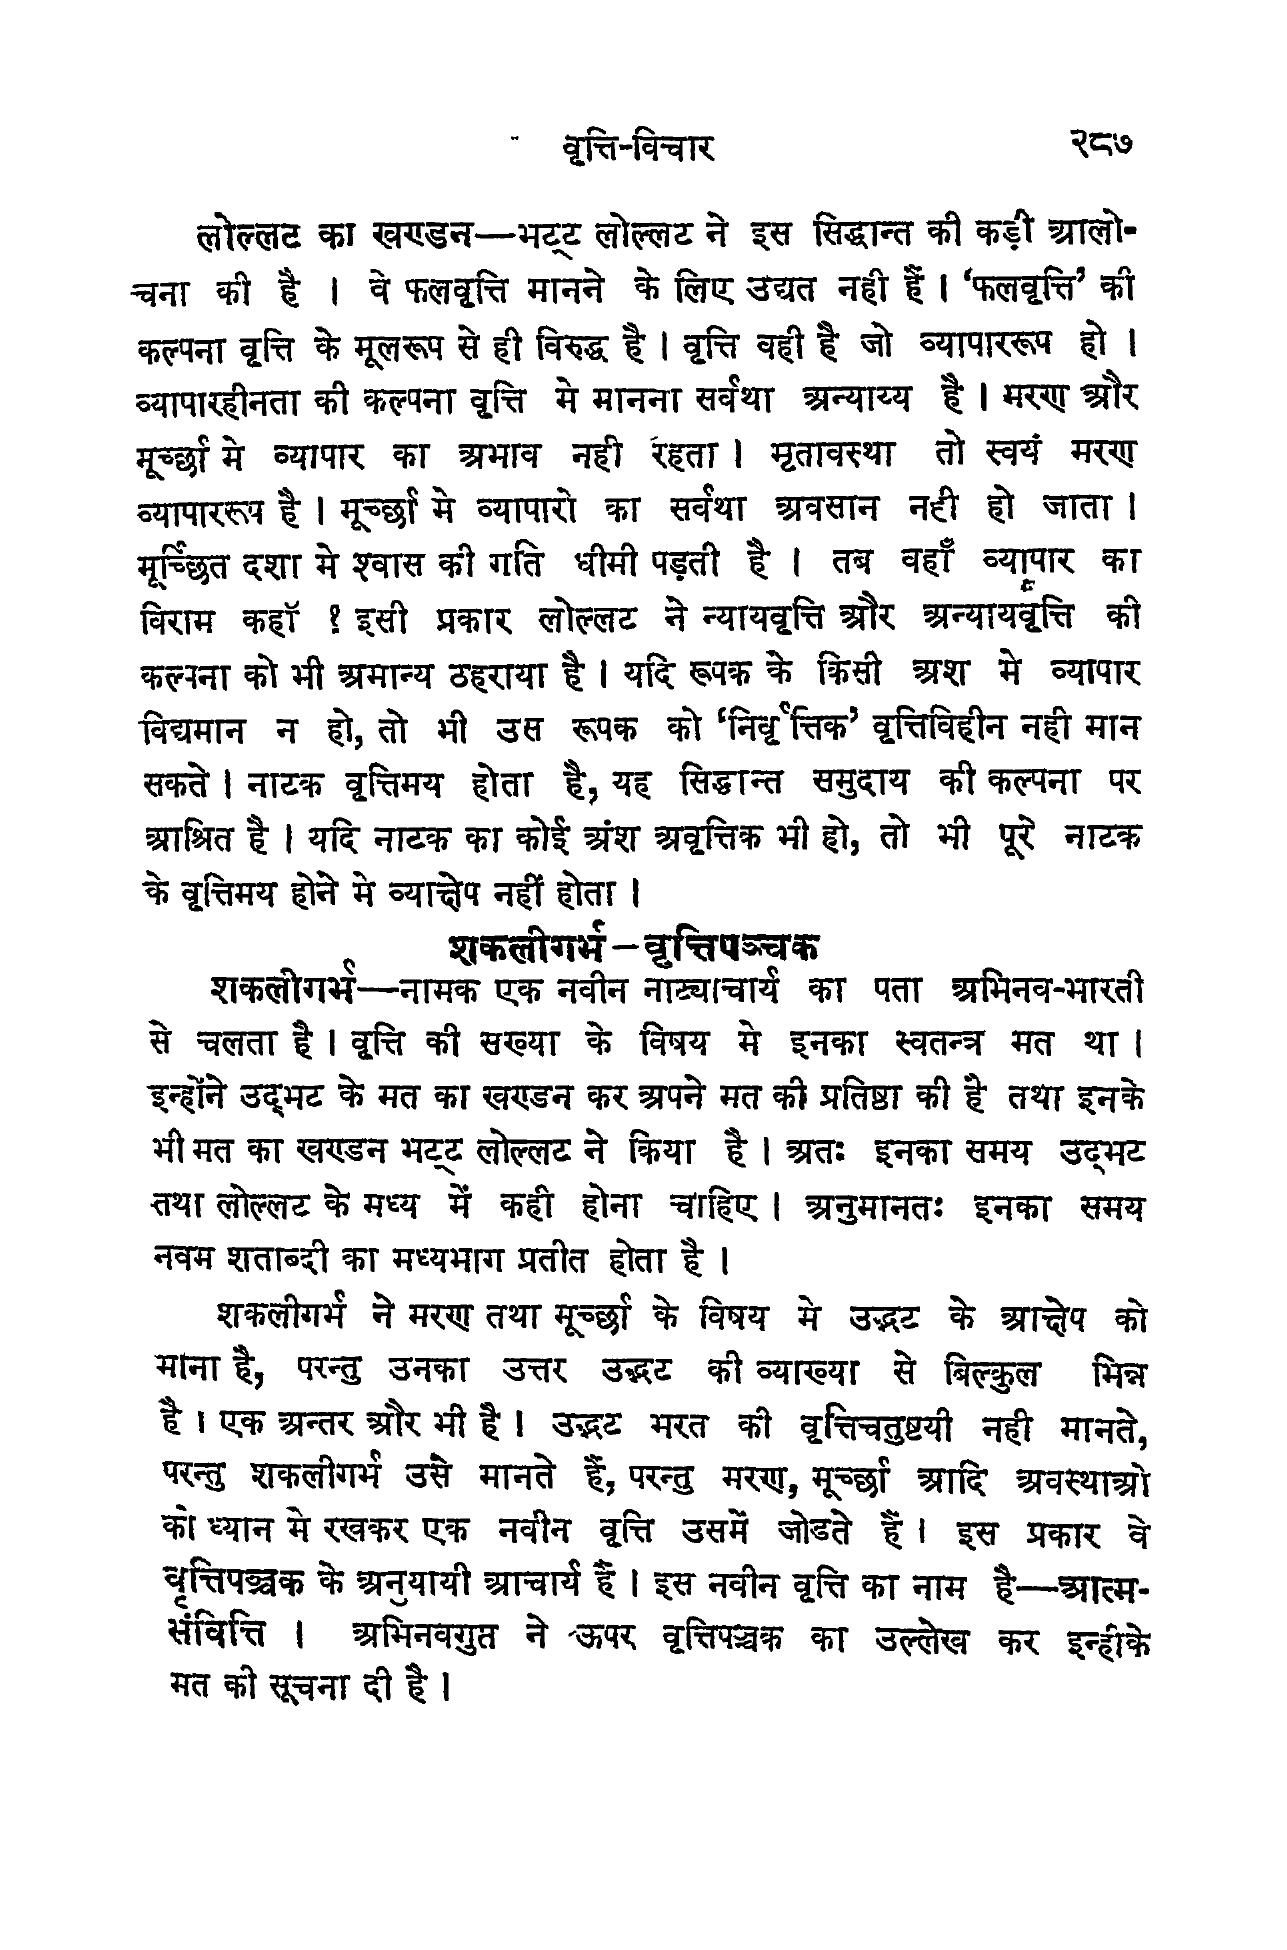 वृत्ति-विचार २८७
लोल्लट का खण्डन—भट्ट लोल्लट ने इस सिद्धान्त की कड़ी आलो-
चना की है । वे फलवृत्ति मानने के लिए उद्यत नही हैं । ‘फलवृत्ति’ की
कल्पना वृत्ति के मूलरूप से ही विरुद्ध है । वृत्ति वही है जो व्यापाररूप हो ।
व्यापारहीनता की कल्पना वृत्ति मे मानना सर्वथा अन्याय्य है । मरण और
मूर्च्छा मे व्यापार का अभाव नही रहता । मृतावस्था तो स्वयं मरण
व्यापाररूप है । मूर्च्छा मे व्यापारो का सर्वथा अवसान नही हो जाता ।
मूर्च्छित दशा मे श्वास की गति धीमी पड़ती है । तब वहाँ व्यापार का
विराम कहाॅ ? इसी प्रकार लोल्लट ने न्यायवृत्ति और अन्यायवृत्ति की
कल्पना को भी अमान्य ठहराया है । यदि रूपक के किसी अश मे व्यापार
विद्यमान न हो, तो भी उस रूपक को ‘निर्वृत्तिक’ वृत्तिविहीन नही मान
सकते । नाटक वृत्तिमय होता है, यह सिद्धान्त समुदाय की कल्पना पर
आश्रित है । यदि नाटक का कोई अंश अवृत्तिक भी हो, तो भी पूरे नाटक
के वृत्तिमय होने मे व्याक्षेप नहीं होता ।
शकलीगर्भ–वृत्तिपञ्चक
शकलीगर्भ—नामक एक नवीन नाट्याचार्य का पता अभिनव-भारती
से चलता है । वृत्ति की सख्या के विषय मे इनका स्वतन्त्र मत था ।
इन्होंने उद्‌भट के मत का खण्डन कर अपने मत की प्रतिष्ठा की है तथा इनके
भी मत का खण्डन भट्ट लोल्लट ने किया है । अतः इनका समय उद्‌भट
तथा लोल्लट के मध्य में कही होना चाहिए । अनुमानतः इनका समय
नवम शताब्दी का मध्यभाग प्रतीत होता है ।
शकलीगर्भ ने मरण तथा मूर्च्छा के विषय मे उद्भट के आक्षेप को
माना है, परन्तु उनका उत्तर उद्भट की व्याख्या से बिल्कुल भिन्न
है । एक अन्तर और भी है । उद्भट भरत की वृत्तिचतुष्टयी नही मानते,
परन्तु शकलीगर्भ उसे मानते हैं, परन्तु मरण, मूर्च्छा आदि अवस्थाओ
को ध्यान मे रखकर एक नवीन वृत्ति उसमें जोडते हैं । इस प्रकार वे
वृत्तिपञ्चक के अनुयायी आचार्य हैं । इस नवीन वृत्ति का नाम है—आत्म-
संवित्ति । अभिनवगुप्त ने ऊपर वृत्तिपञ्चक का उल्लेख कर इन्हीके
मत की सूचना दी है ।